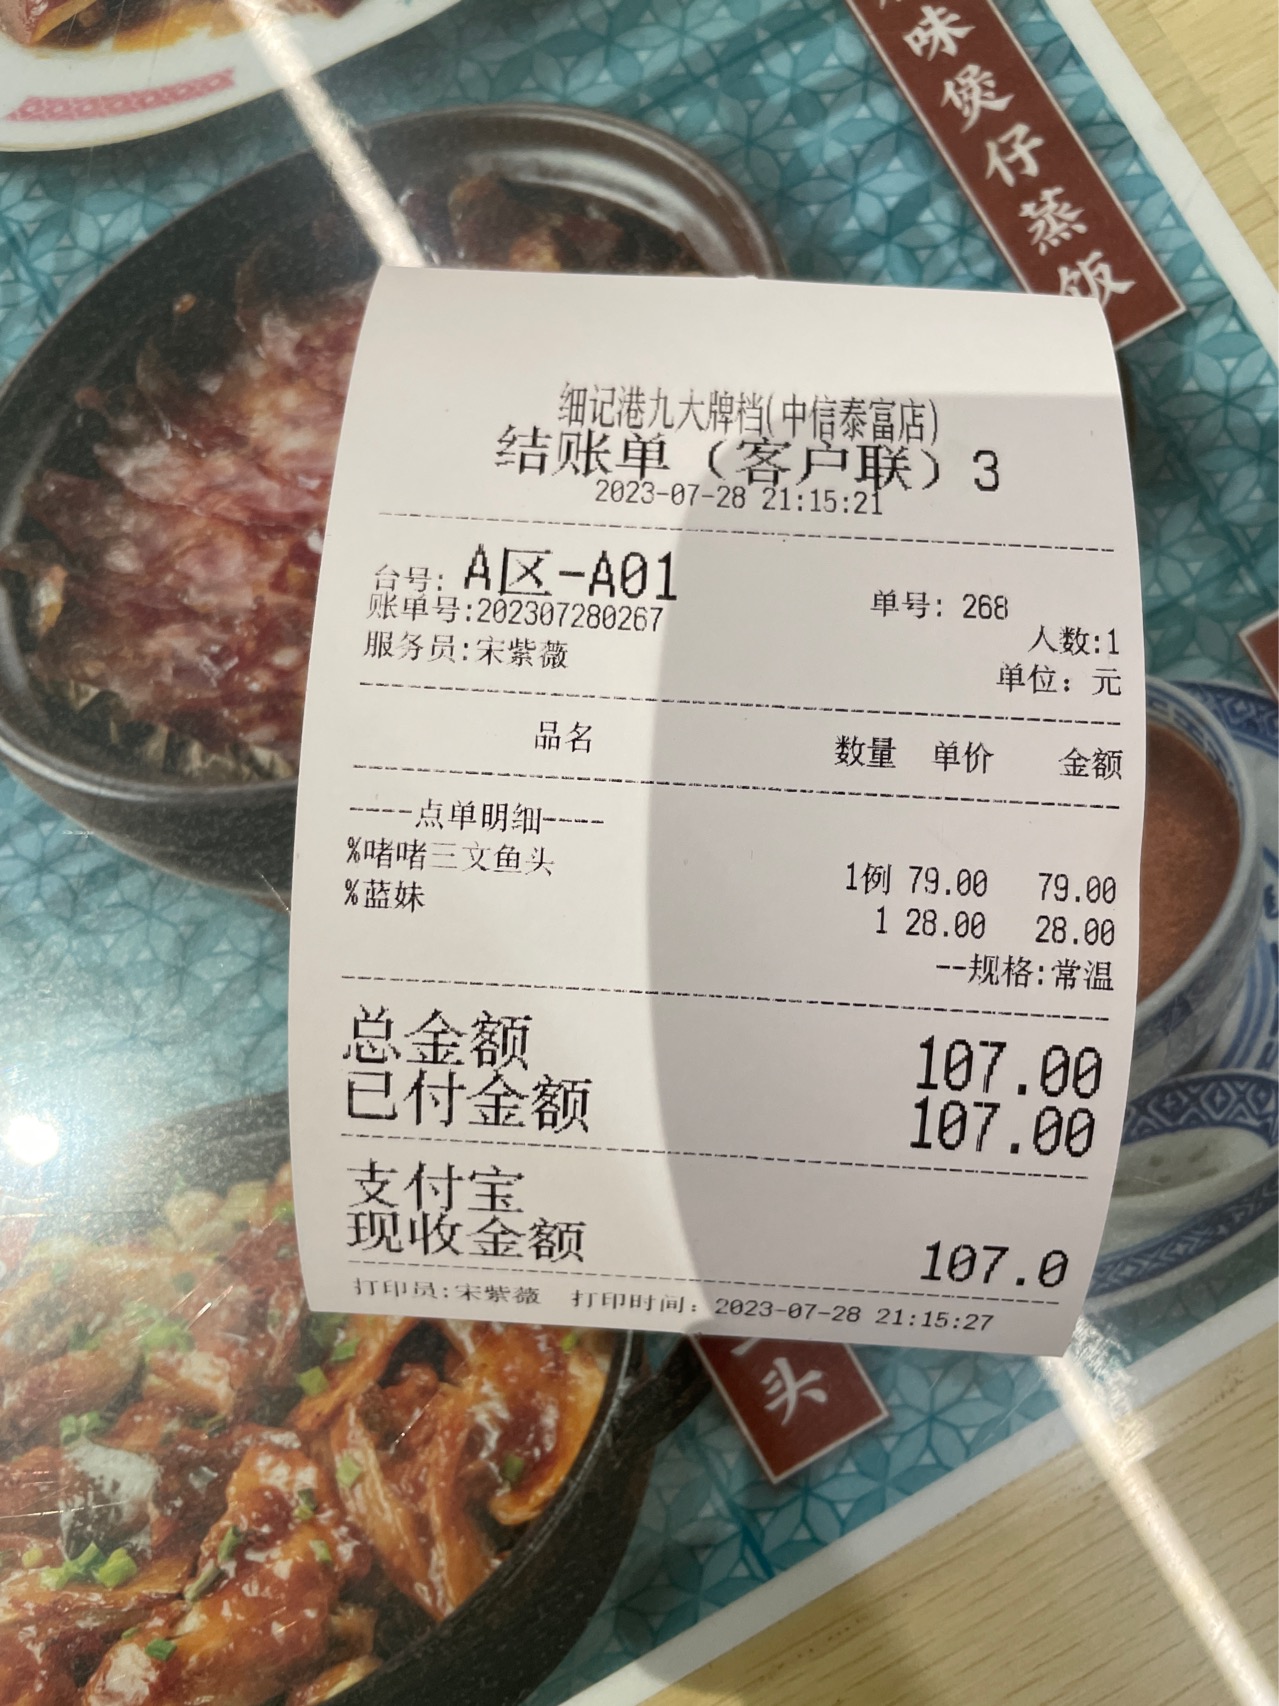 味煲仔蒸饭
细记港九大牌档(中信泰富店)
结账单（客户联）3
2023-07-28 21:15:21
台号: A区-A01
单号: 268
账单号:202307280267
人数:1
服务员:宋紫薇
单位: 元
品名 数量 单价 金额
----点单明细----
%啫啫三文鱼头 1例 79.00 79.00
%蓝妹 1 28.00 28.00
--规格:常温
总金额 107.00
已付金额 107.00
支付宝
现收金额 107.0
打印员:宋紫薇 打印时间: 2023-07-28 21:15:27
头